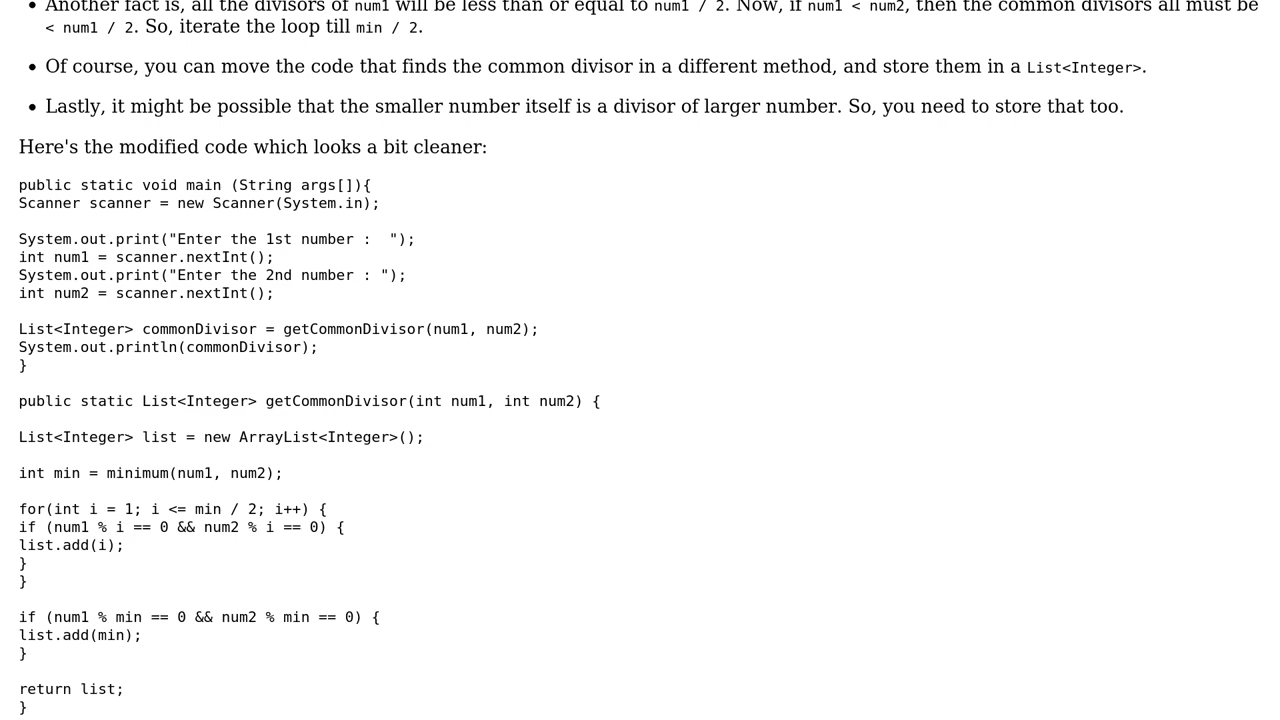 • Another fact is, all the divisors of num1 will be less than or equal to num1 / 2. Now, if num1 < num2, then the common divisors all must be
< num1 / 2. So, iterate the loop till min / 2.
• Of course, you can move the code that finds the common divisor in a different method, and store them in a List<Integer>.
• Lastly, it might be possible that the smaller number itself is a divisor of larger number. So, you need to store that too.
Here's the modified code which looks a bit cleaner:
public static void main (String args[]){
Scanner scanner = new Scanner(System.in);
System.out.print("Enter the 1st number :  ");
int num1 = scanner.nextInt();
System.out.print("Enter the 2nd number : ");
int num2 = scanner.nextInt();
List<Integer> commonDivisor = getCommonDivisor(num1, num2);
System.out.println(commonDivisor);
}
public static List<Integer> getCommonDivisor(int num1, int num2) {
List<Integer> list = new ArrayList<Integer>();
int min = minimum(num1, num2);
for(int i = 1; i <= min / 2; i++) {
if (num1 % i == 0 && num2 % i == 0) {
list.add(i);
}
}
if (num1 % min == 0 && num2 % min == 0) {
list.add(min);
}
return list;
}